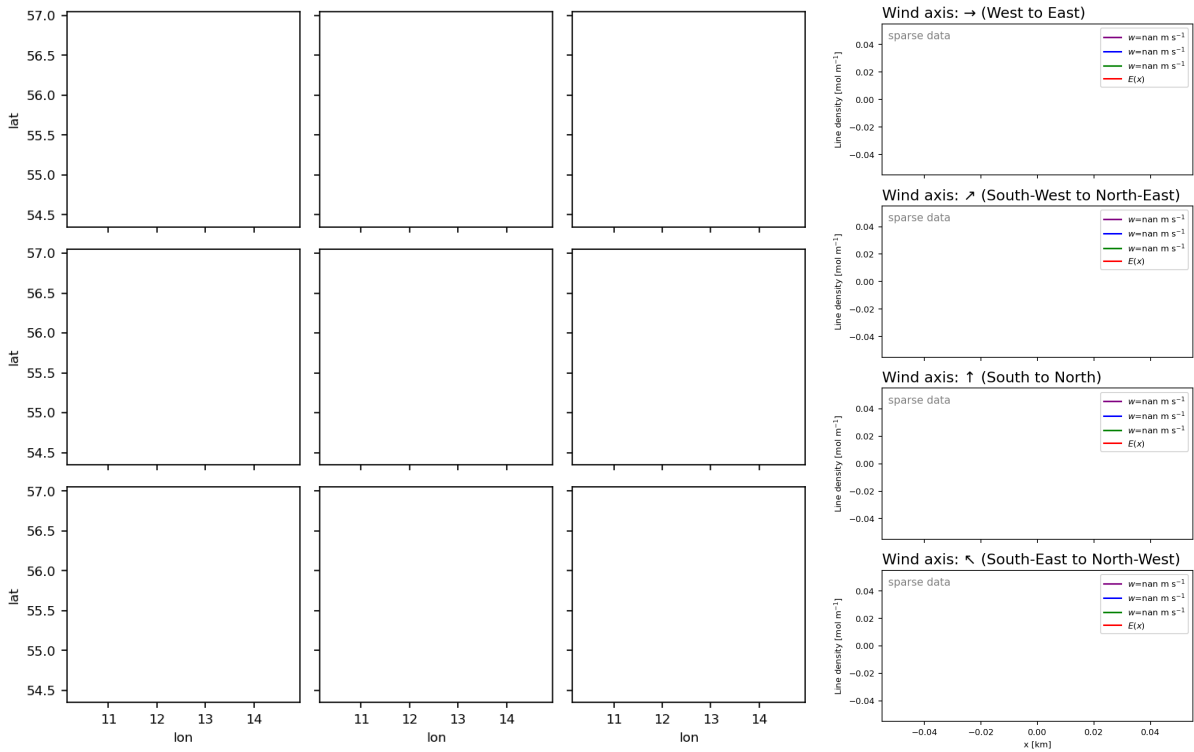 57.0
56.5
56.0
55.5
55.0
54.5
lat
57.0
56.5
56.0
55.5
55.0
54.5
lat
57.0
56.5
56.0
55.5
55.0
54.5
lat
11 12 13 14
lon
11 12 13 14
lon
11 12 13 14
lon
Wind axis: → (West to East)
sparse data
w=nan m s⁻¹
w=nan m s⁻¹
w=nan m s⁻¹
E(x)
0.04
0.02
0.00
−0.02
−0.04
Line density [mol m⁻¹]
Wind axis: ↗ (South-West to North-East)
sparse data
w=nan m s⁻¹
w=nan m s⁻¹
w=nan m s⁻¹
E(x)
0.04
0.02
0.00
−0.02
−0.04
Line density [mol m⁻¹]
Wind axis: ↑ (South to North)
sparse data
w=nan m s⁻¹
w=nan m s⁻¹
w=nan m s⁻¹
E(x)
0.04
0.02
0.00
−0.02
−0.04
Line density [mol m⁻¹]
Wind axis: ↖ (South-East to North-West)
sparse data
w=nan m s⁻¹
w=nan m s⁻¹
w=nan m s⁻¹
E(x)
0.04
0.02
0.00
−0.02
−0.04
Line density [mol m⁻¹]
−0.04 −0.02 0.00 0.02 0.04
x [km]